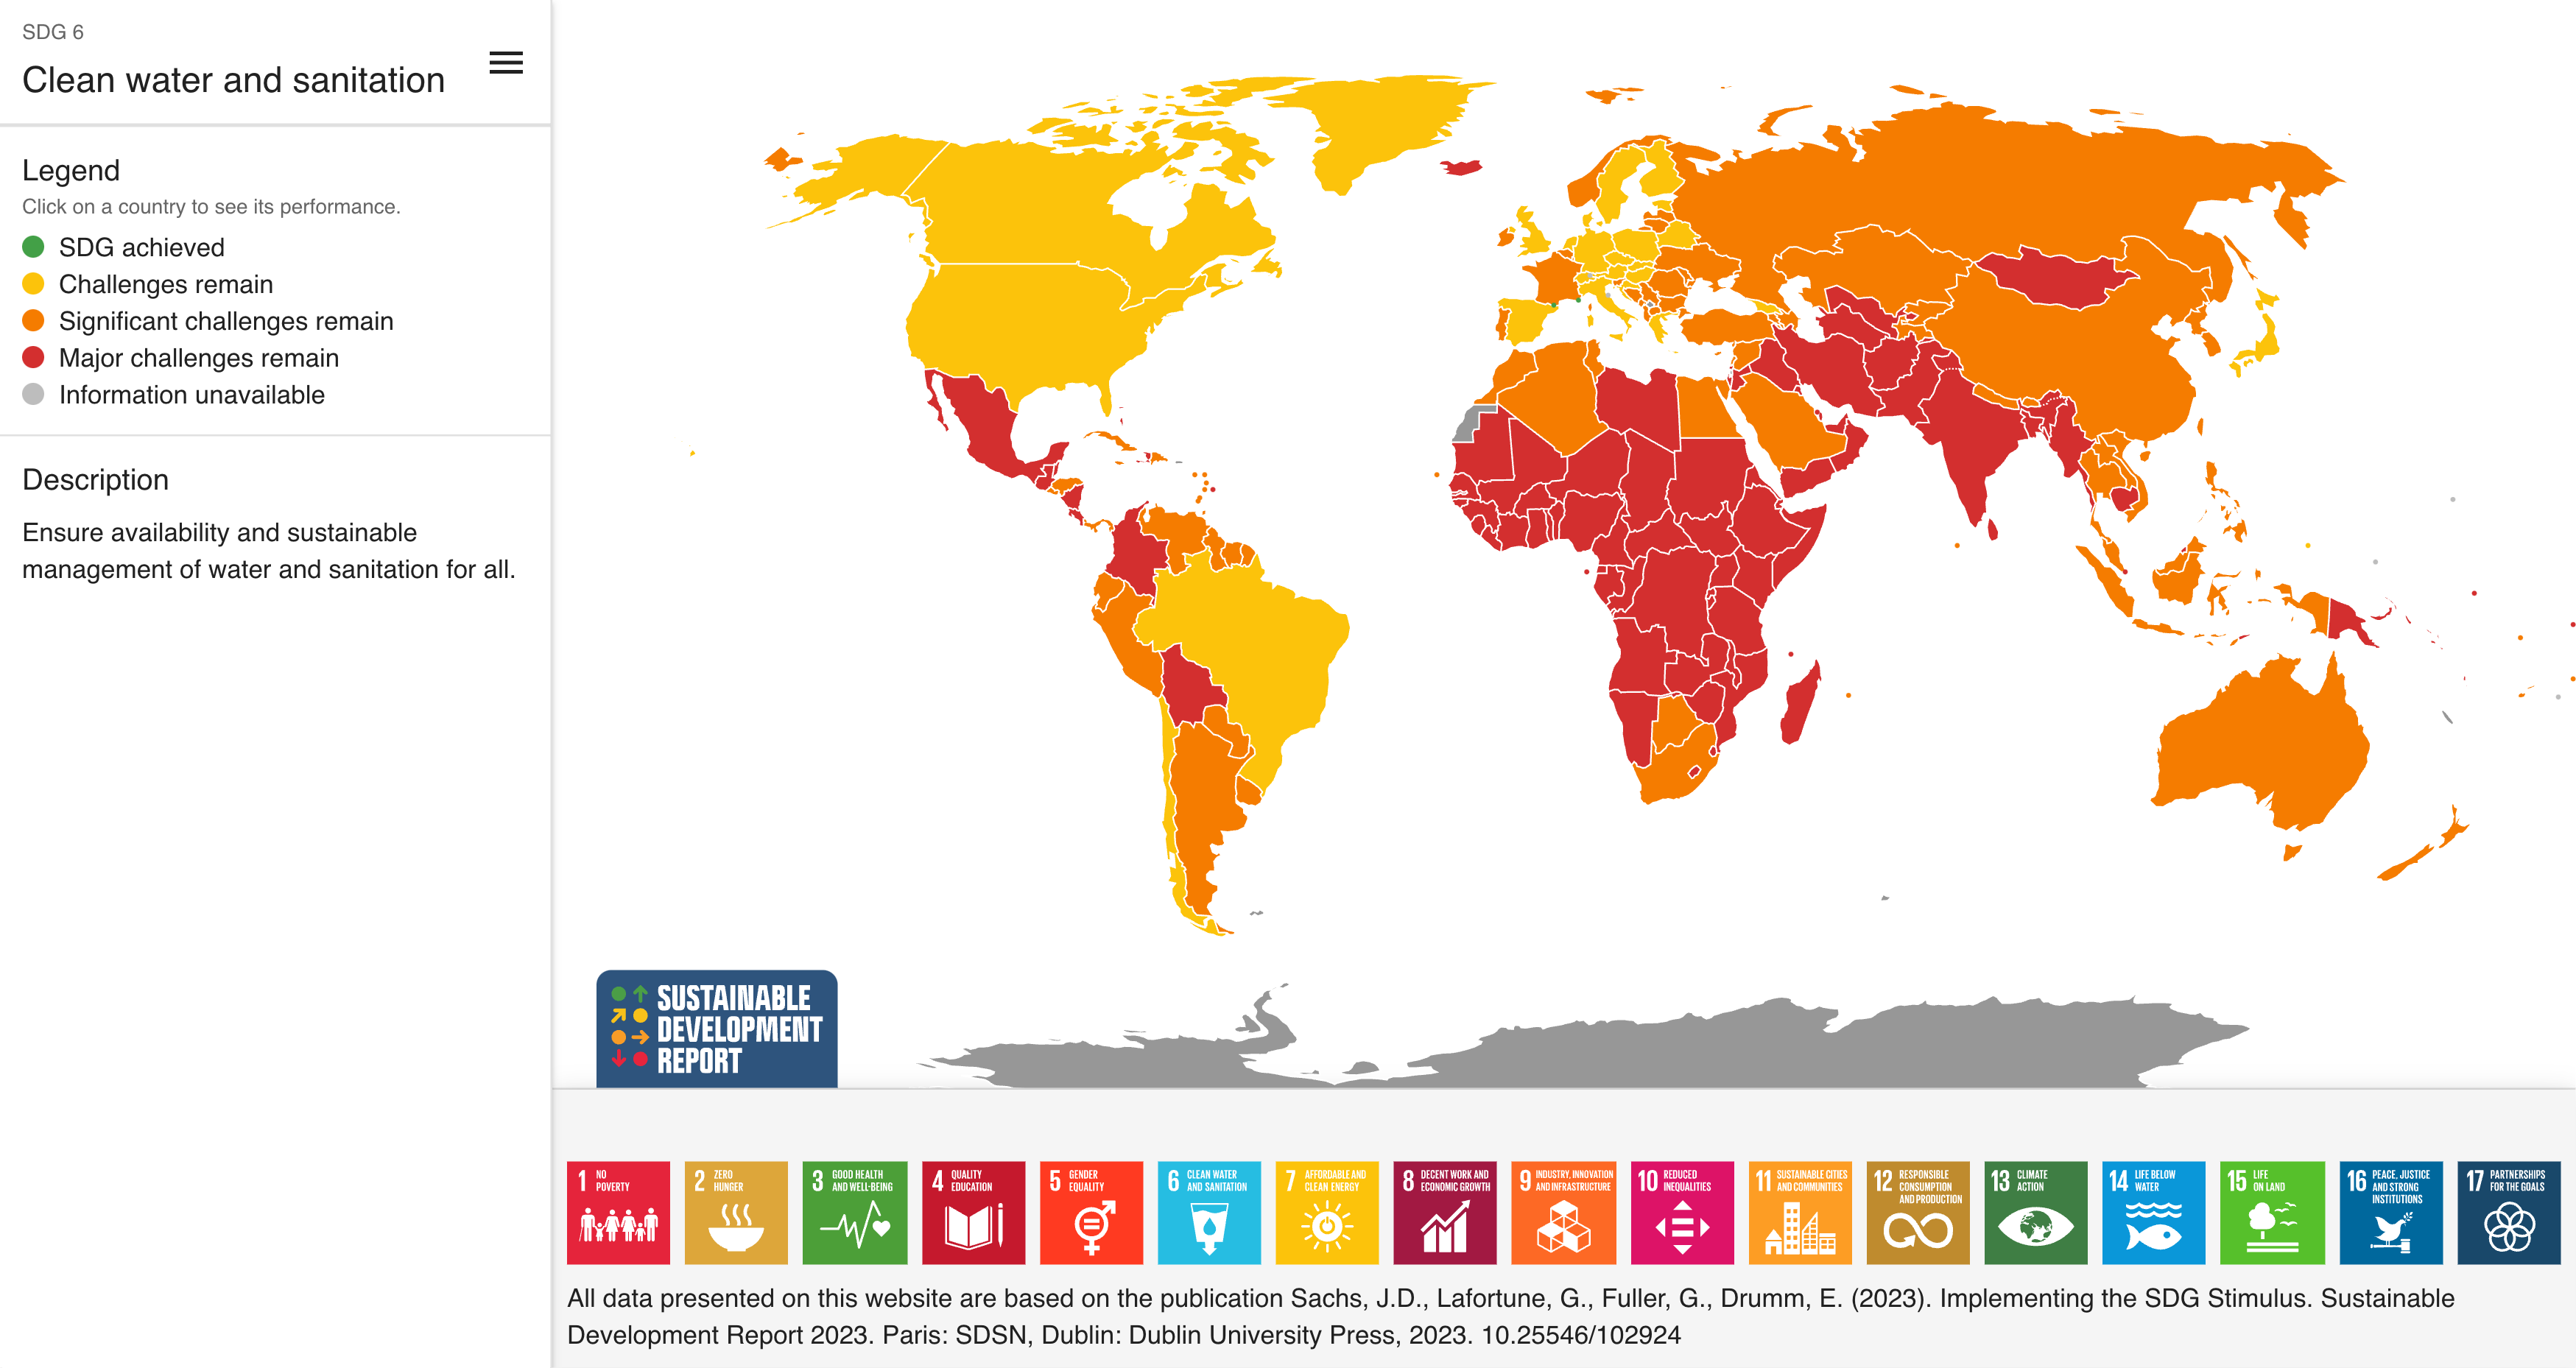 SDG 6
Clean water and sanitation
Legend
Click on a country to see its performance.
SDG achieved
Challenges remain
Significant challenges remain
Major challenges remain
Information unavailable
Description
Ensure availability and sustainable
management of water and sanitation for all.
SUSTAINABLE
DEVELOPMENT
REPORT
1 NO
POVERTY
2 ZERO
HUNGER
3 GOOD HEALTH
AND WELL-BEING
4 QUALITY
EDUCATION
5 GENDER
EQUALITY
6 CLEAN WATER
AND SANITATION
7 AFFORDABLE AND
CLEAN ENERGY
8 DECENT WORK AND
ECONOMIC GROWTH
9 INDUSTRY, INNOVATION
AND INFRASTRUCTURE
10 REDUCED
INEQUALITIES
11 SUSTAINABLE CITIES
AND COMMUNITIES
12 RESPONSIBLE
CONSUMPTION
AND PRODUCTION
13 CLIMATE
ACTION
14 LIFE BELOW
WATER
15 LIFE
ON LAND
16 PEACE, JUSTICE
AND STRONG
INSTITUTIONS
17 PARTNERSHIPS
FOR THE GOALS
All data presented on this website are based on the publication Sachs, J.D., Lafortune, G., Fuller, G., Drumm, E. (2023). Implementing the SDG Stimulus. Sustainable
Development Report 2023. Paris: SDSN, Dublin: Dublin University Press, 2023. 10.25546/102924